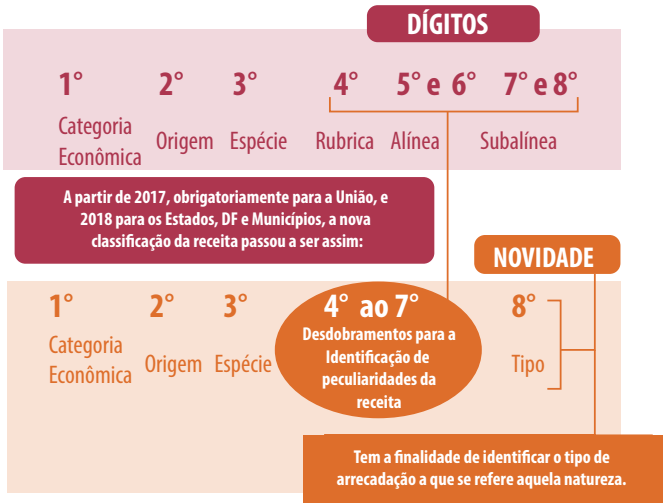 DÍGITOS
1° 2° 3° 4° 5° e 6° 7° e 8°
Categoria
Econômica Origem Espécie Rubrica Alínea Subalínea
A partir de 2017, obrigatoriamente para a União, e
2018 para os Estados, DF e Municípios, a nova
classificação da receita passou a ser assim:
NOVIDADE
1° 2° 3° 4° ao 7° 8°
Categoria
Econômica Origem Espécie
Desdobramentos para a
Identificação de
peculiaridades da
receita
Tipo
Tem a finalidade de identificar o tipo de
arrecadação a que se refere aquela natureza.